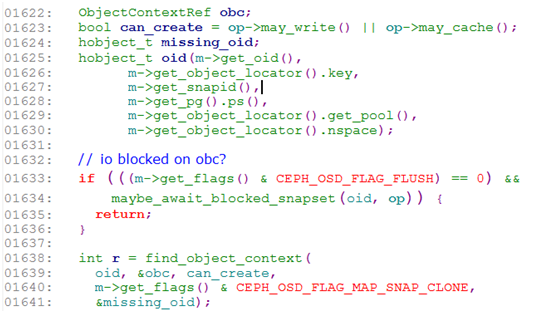 01622: ObjectContextRef obc;
01623: bool can_create = op->may_write() || op->may_cache();
01624: hobject_t missing_oid;
01625: hobject_t oid(m->get_oid(),
01626: m->get_object_locator().key,
01627: m->get_snapid(),
01628: m->get_pg().ps(),
01629: m->get_object_locator().get_pool(),
01630: m->get_object_locator().nspace);
01631:
01632: // io blocked on obc?
01633: if (((m->get_flags() & CEPH_OSD_FLAG_FLUSH) == 0) &&
01634: maybe_await_blocked_snapset(oid, op)) {
01635: return;
01636: }
01637:
01638: int r = find_object_context(
01639: oid, &obc, can_create,
01640: m->get_flags() & CEPH_OSD_FLAG_MAP_SNAP_CLONE,
01641: &missing_oid);